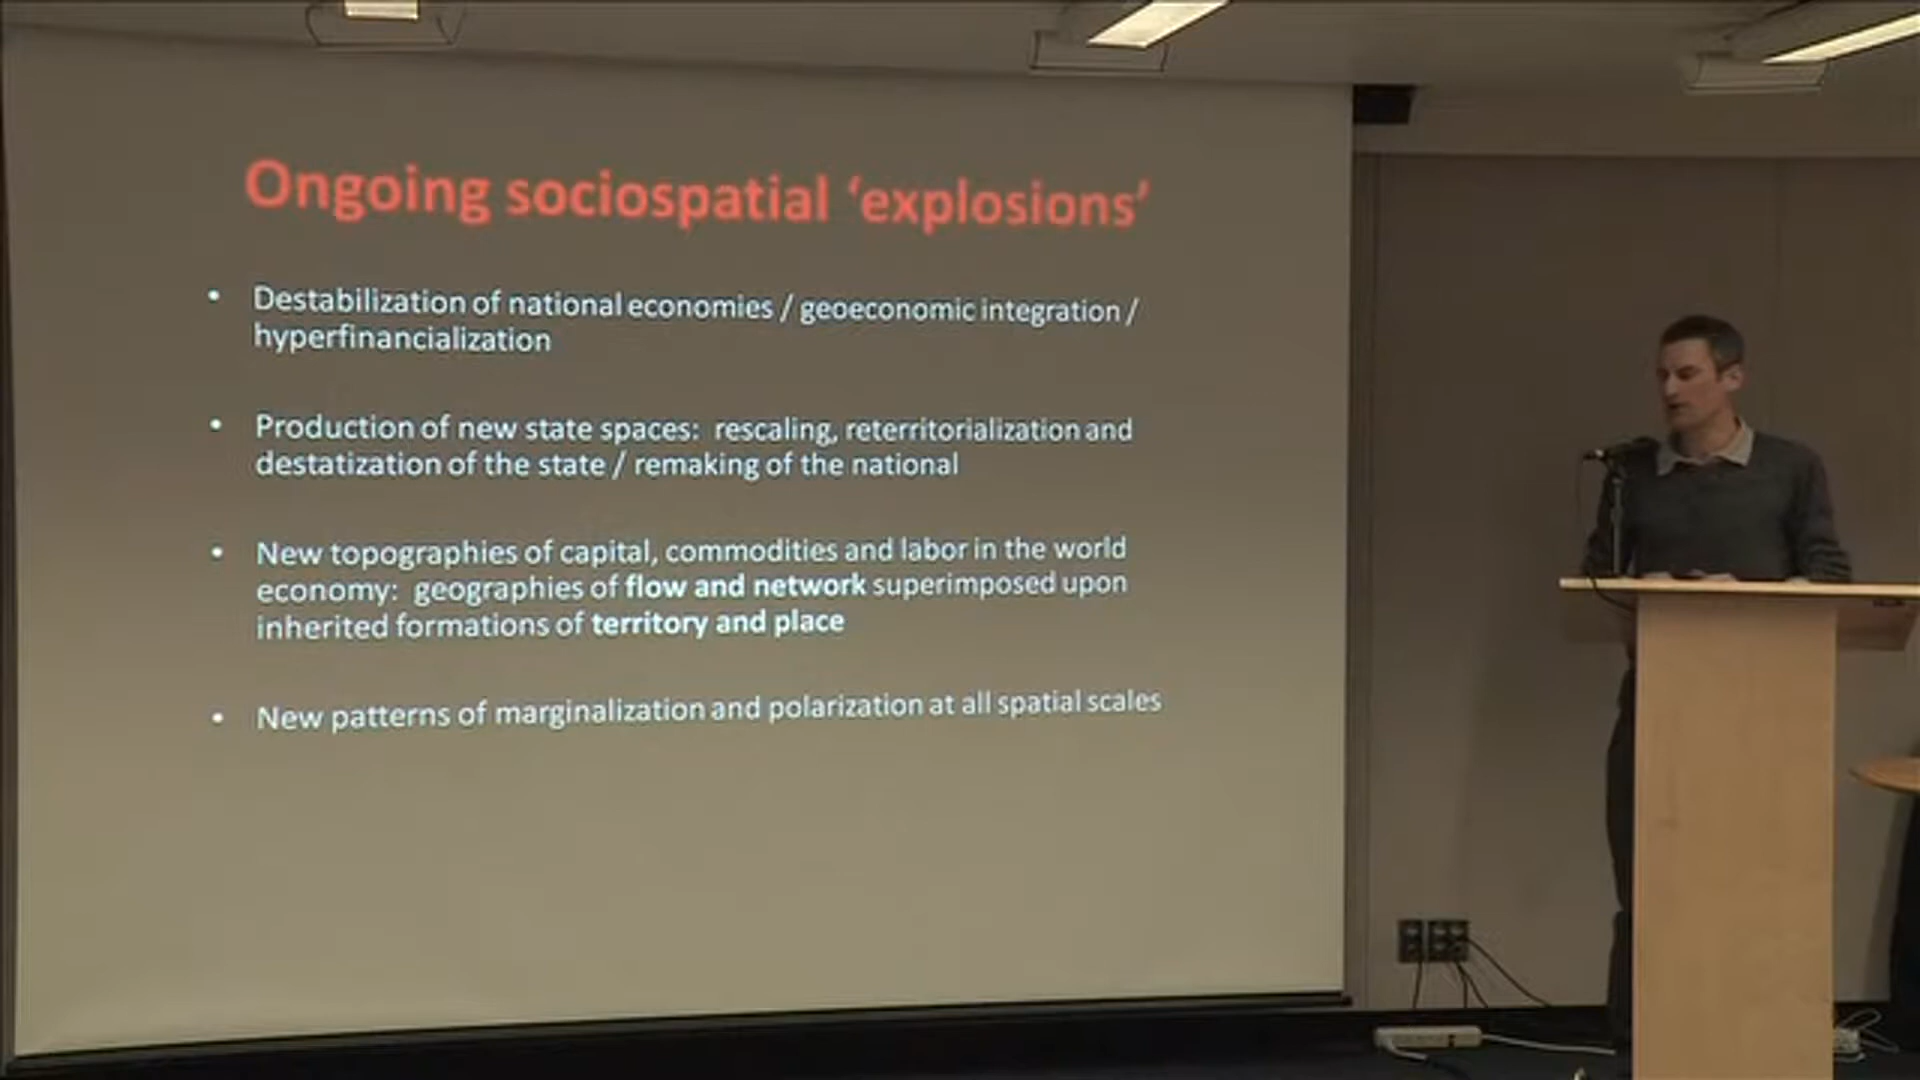 Ongoing sociospatial ‘explosions’
• Destabilization of national economies / geoeconomic integration /
hyperfinancialization
• Production of new state spaces: rescaling, reterritorialization and
destatization of the state / remaking of the national
• New topographies of capital, commodities and labor in the world
economy: geographies of flow and network superimposed upon
inherited formations of territory and place
• New patterns of marginalization and polarization at all spatial scales